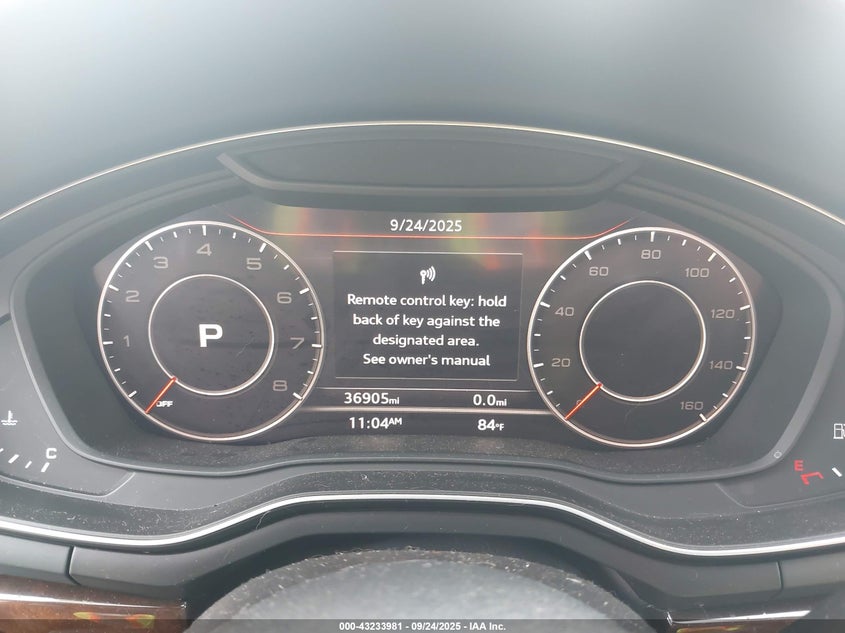 9/24/2025
Remote control key: hold
back of key against the
designated area.
See owner's manual
36905mi 0.0mi
11:04AM 84°F
P
1 2 3 4 5 6 7 8
OFF
20 40 60 80 100 120 140 160
C
E
000-43233981 - 09/24/2025 - IAA Inc.